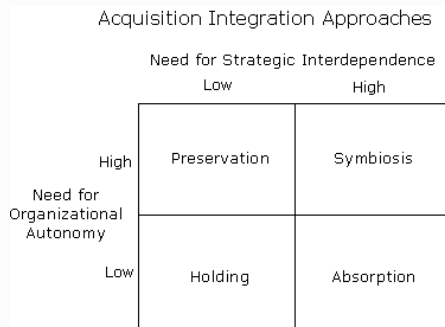 Acquisition Integration Approaches
Need for Strategic Interdependence
Low High
High Preservation Symbiosis
Need for
Organizational
Autonomy
Low Holding Absorption